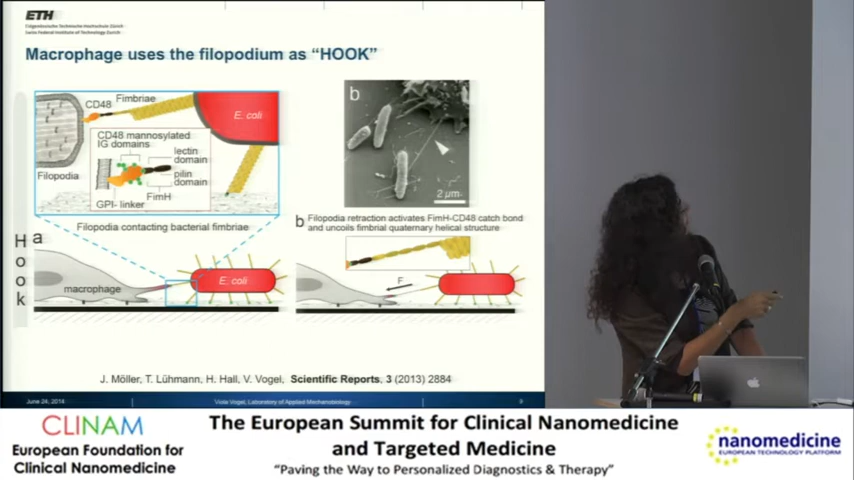 ETH
Eidgenössische Technische Hochschule Zürich
Swiss Federal Institute of Technology Zurich
Macrophage uses the filopodium as “HOOK”
CD48
Fimbriae
E. coli
CD48 mannosylated
IG domains
lectin
domain
pilin
domain
FimH
GPI- linker
Filopodia
Filopodia contacting bacterial fimbriae
b
2 µm
b Filopodia retraction activates FimH-CD48 catch bond
and uncoils fimbrial quaternary helical structure
Hook
a
macrophage
E. coli
F
J. Möller, T. Lühmann, H. Hall, V. Vogel, Scientific Reports, 3 (2013) 2884
June 24, 2014
Viola Vogel, Laboratory of Applied Mechanobiology
9
CLINAM
European Foundation for
Clinical Nanomedicine
The European Summit for Clinical Nanomedicine
and Targeted Medicine
“Paving the Way to Personalized Diagnostics & Therapy”
nanomedicine
EUROPEAN TECHNOLOGY PLATFORM